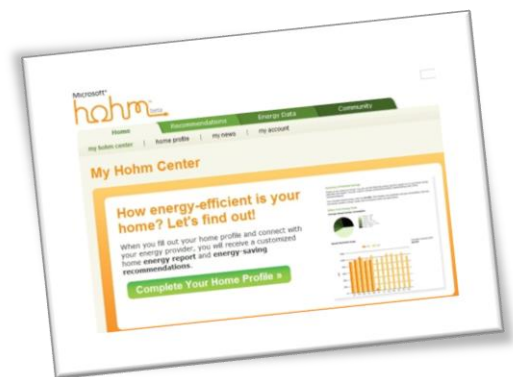 Microsoft®
hohm beta
Home Recommendations Energy Data Community
my hohm center | home profile | my news | my account
My Hohm Center
How energy-efficient is your
home? Let's find out!
When you fill out your home profile and connect with
your energy provider, you will receive a customized
home energy report and energy-saving
recommendations.
Complete Your Home Profile »